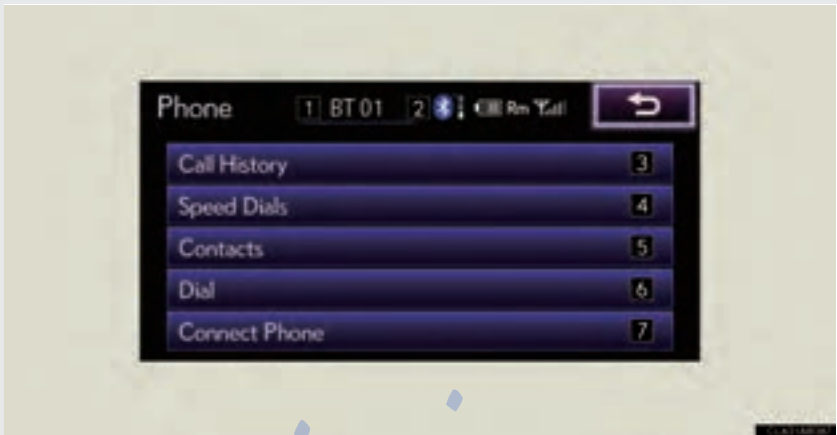 Phone 1 BT 01 2 Rm
Call History 3
Speed Dials 4
Contacts 5
Dial 6
Connect Phone 7